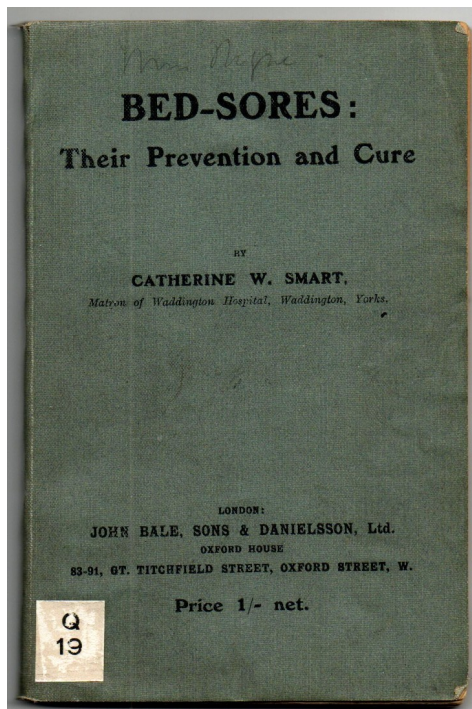 BED-SORES:
Their Prevention and Cure
BY
CATHERINE W. SMART,
Matron of Waddington Hospital, Waddington, Yorks.
LONDON:
JOHN BALE, SONS & DANIELSSON, Ltd.
OXFORD HOUSE
83-91, GT. TITCHFIELD STREET, OXFORD STREET, W.
Price 1/- net.
Q
19